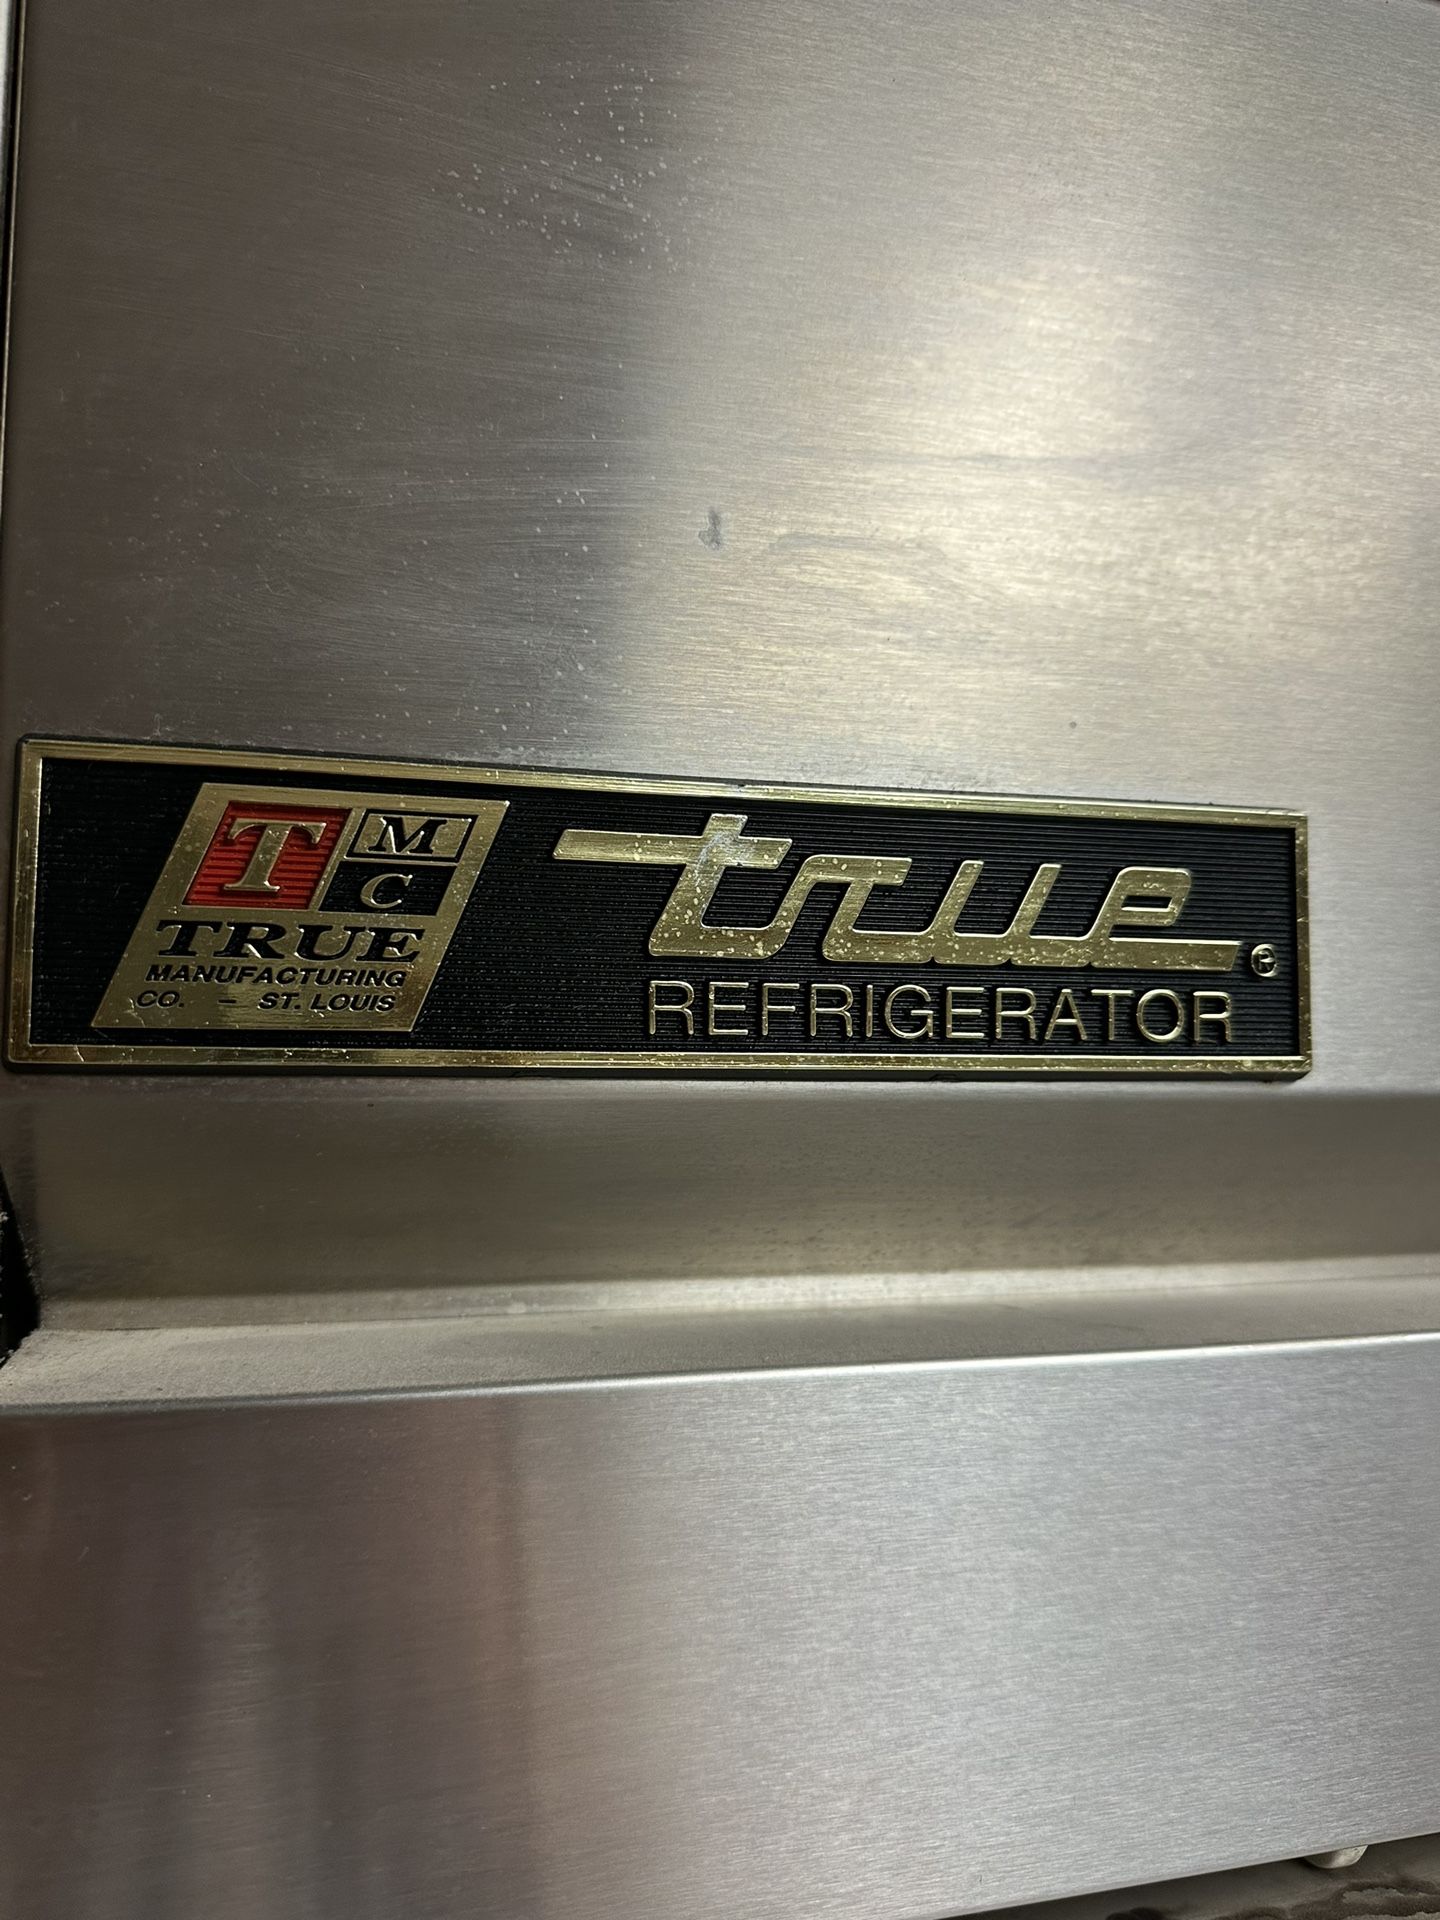 T M
C
TRUE
MANUFACTURING
CO. – ST. LOUIS
true®
REFRIGERATOR